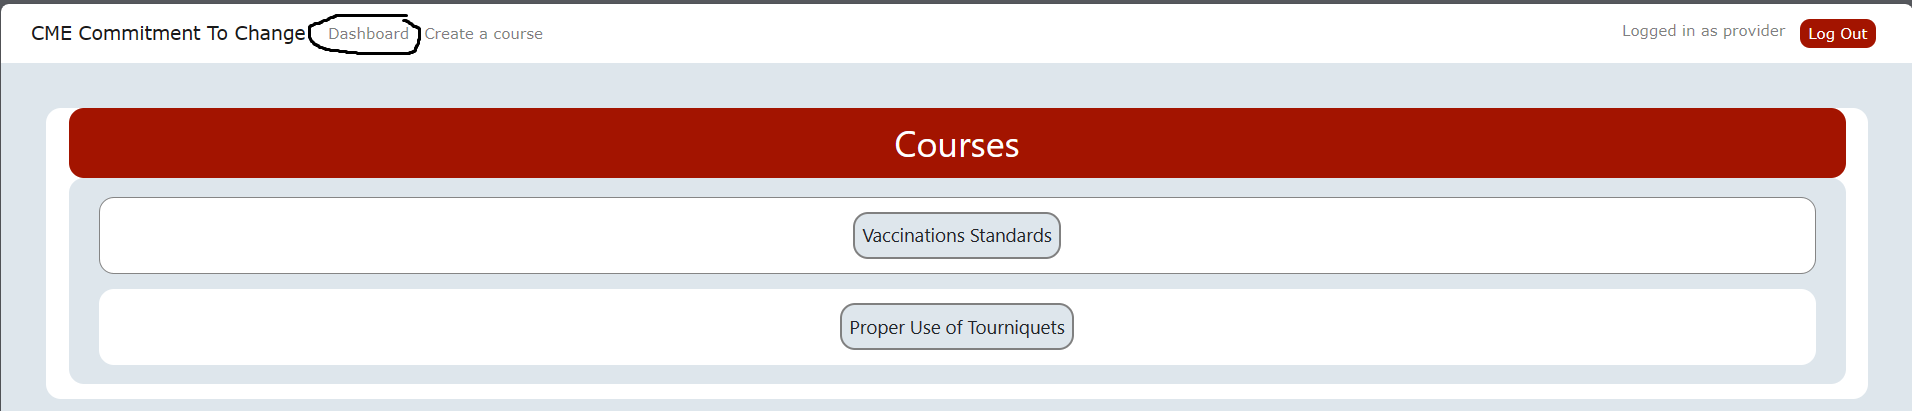 CME Commitment To Change Dashboard Create a course Logged in as provider Log Out
Courses
Vaccinations Standards
Proper Use of Tourniquets